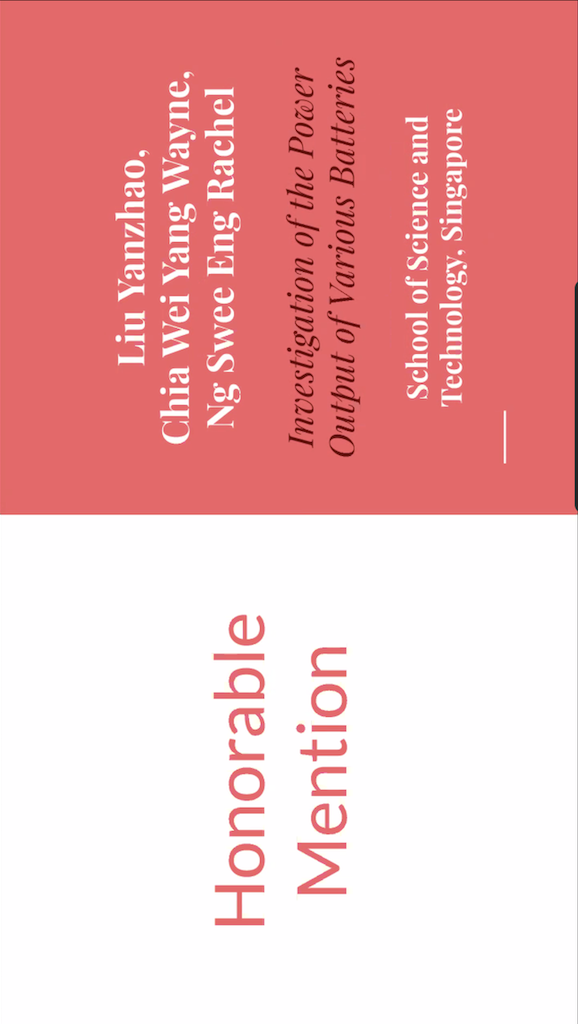 Honorable
Mention
Liu Yanzhao,
Chia Wei Yang Wayne,
Ng Swee Eng Rachel
Investigation of the Power
Output of Various Batteries
School of Science and
Technology, Singapore